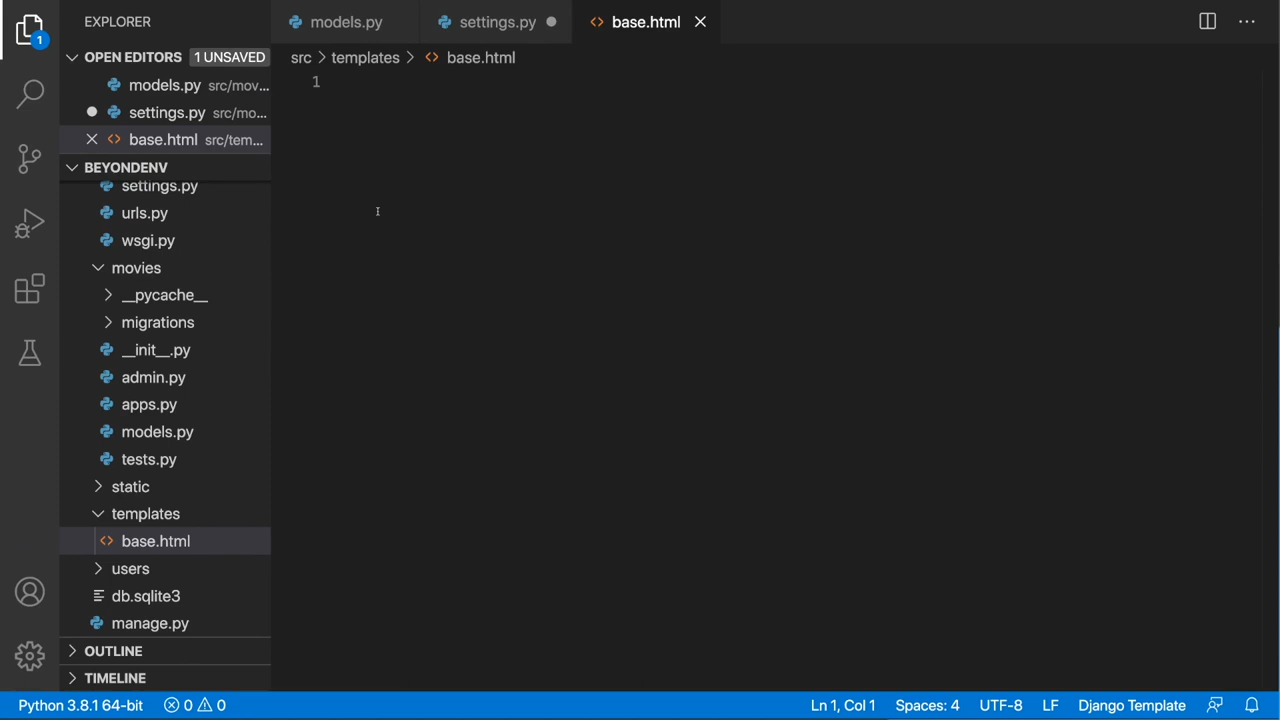 EXPLORER
models.py
settings.py
base.html
OPEN EDITORS
1 UNSAVED
src
templates
base.html
1
models.py src/mov...
1
settings.py src/mo...
base.html src/tem...
BEYONDENV
settings.py
urls.py
wsgi.py
movies
__pycache__
migrations
__init__.py
admin.py
apps.py
models.py
tests.py
static
templates
base.html
users
db.sqlite3
manage.py
OUTLINE
TIMELINE
Python 3.8.1 64-bit
0
0
Ln 1, Col 1
Spaces: 4
UTF-8
LF
Django Template